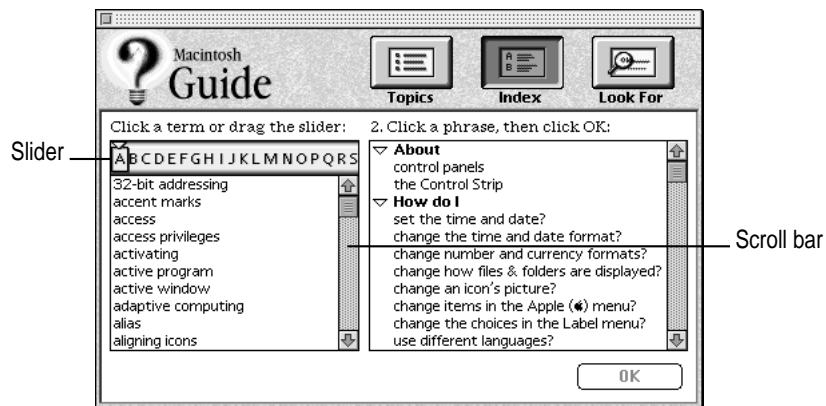 Macintosh
Guide
Topics
Index
Look For
Click a term or drag the slider:
2. Click a phrase, then click OK:
Slider
A B C D E F G H I J K L M N O P Q R S
32-bit addressing
accent marks
access
access privileges
activating
active program
active window
adaptive computing
alias
aligning icons
▽ About
control panels
the Control Strip
▽ How do I
set the time and date?
change the time and date format?
change number and currency formats?
change how files & folders are displayed?
change an icon's picture?
change items in the Apple () menu?
change the choices in the Label menu?
use different languages?
Scroll bar
OK